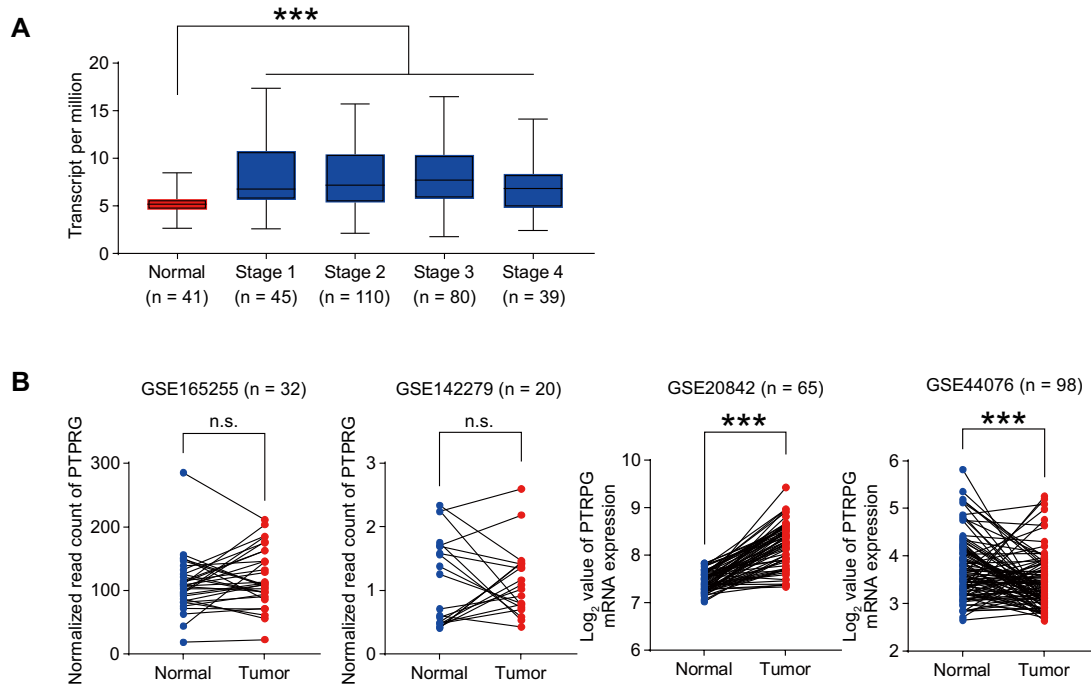 A
***
Transcript per million
20
15
10
5
0
Normal Stage 1 Stage 2 Stage 3 Stage 4
(n = 41) (n = 45) (n = 110) (n = 80) (n = 39)
B
GSE165255 (n = 32)
n.s.
Normalized read count of PTPRG
300
200
100
0
Normal Tumor
GSE142279 (n = 20)
n.s.
Normalized read count of PTPRG
3
2
1
0
Normal Tumor
GSE20842 (n = 65)
***
Log2 value of PTRPG
mRNA expression
10
9
8
7
6
Normal Tumor
GSE44076 (n = 98)
***
Log2 value of PTRPG
mRNA expression
6
5
4
3
2
Normal Tumor